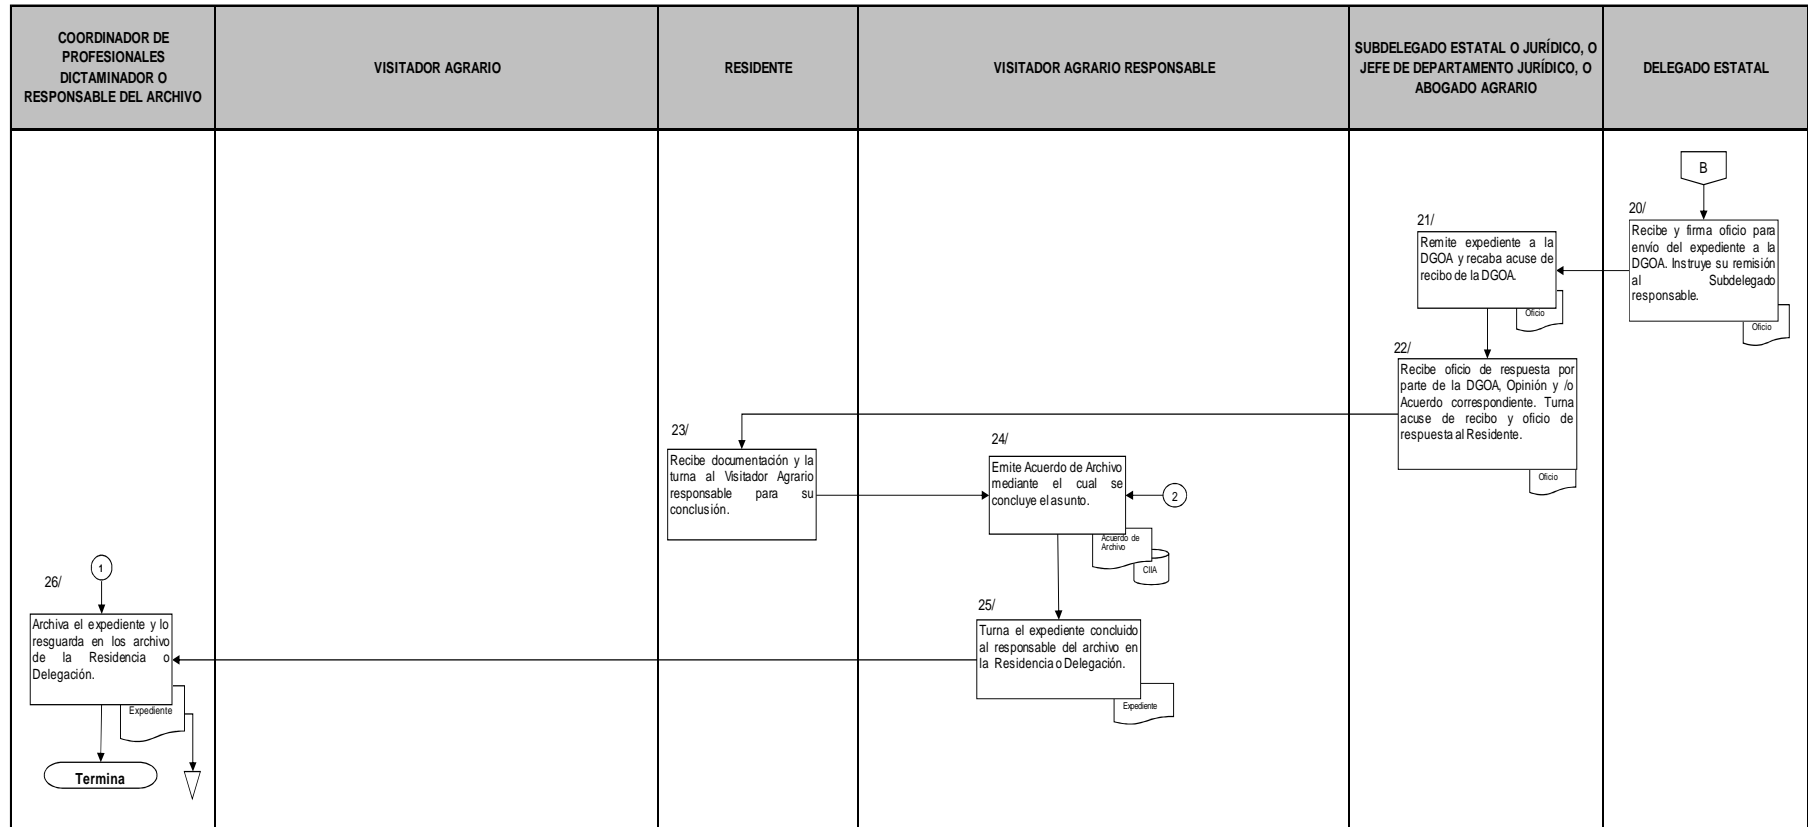 COORDINADOR DE
PROFESIONALES
DICTAMINADOR O
RESPONSABLE DEL ARCHIVO
VISITADOR AGRARIO
RESIDENTE
VISITADOR AGRARIO RESPONSABLE
SUBDELEGADO ESTATAL O JURÍDICO, O
JEFE DE DEPARTAMENTO JURÍDICO, O
ABOGADO AGRARIO
DELEGADO ESTATAL
B
20/
Recibe y firma oficio para
envío del expediente a la
DGOA. Instruye su remisión
al Subdelegado
responsable.
Oficio
21/
Remite expediente a la
DGOA y recaba acuse de
recibo de la DGOA.
Oficio
22/
Recibe oficio de respuesta por
parte de la DGOA, Opinión y /o
Acuerdo correspondiente. Turna
acuse de recibo y oficio de
respuesta al Residente.
Oficio
23/
Recibe documentación y la
turna al Visitador Agrario
responsable para su
conclusión.
24/
Emite Acuerdo de Archivo
mediante el cual se
concluye el asunto.
2
Acuerdo de
Archivo
CIIA
25/
Turna el expediente concluido
al responsable del archivo en
la Residencia o Delegación.
Expediente
1
26/
Archiva el expediente y lo
resguarda en los archivo
de la Residencia o
Delegación.
Expediente
Termina